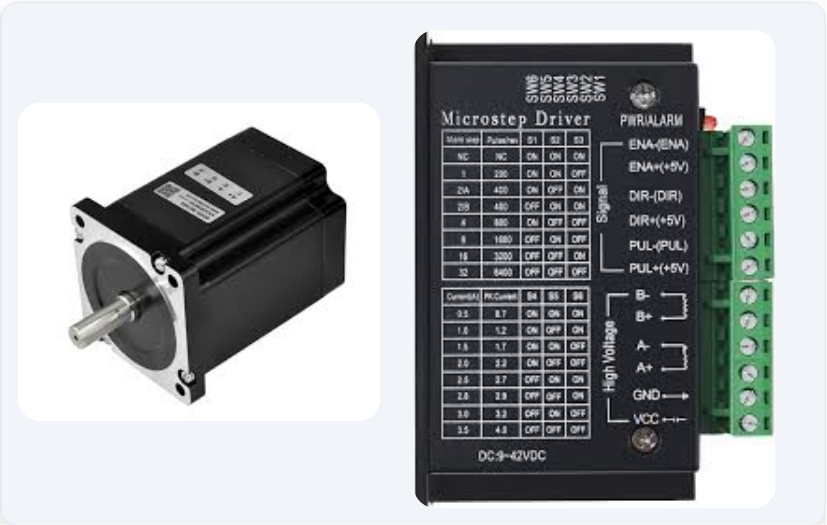 SW6
SW5
SW4
SW3
SW2
SW1
Microstep Driver
PWR/ALARM
Micro step Pulse/rev S1 S2 S3
NC NC ON ON ON
1 200 ON ON OFF
2/A 400 ON OFF ON
2/B 400 OFF ON ON
4 800 ON OFF OFF
8 1600 OFF ON OFF
16 3200 OFF OFF ON
32 6400 OFF OFF OFF
Signal
ENA-(ENA)
ENA+(+5V)
DIR-(DIR)
DIR+(+5V)
PUL-(PUL)
PUL+(+5V)
Current(A) PK Current S4 S5 S6
0.5 0.7 ON ON ON
1.0 1.2 ON OFF ON
1.5 1.7 ON ON OFF
2.0 2.2 ON OFF OFF
2.5 2.7 OFF ON ON
2.8 2.9 OFF OFF ON
3.0 3.2 OFF ON OFF
3.5 4.0 OFF OFF OFF
High Voltage
B-
B+
A-
A+
GND
VCC
DC:9~42VDC